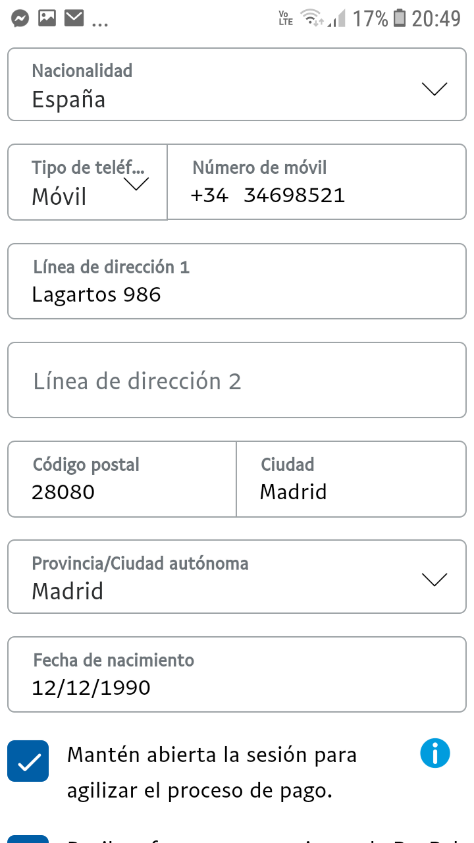 ... Vo LTE 17% 20:49
Nacionalidad
España
Tipo de teléf... Número de móvil
Móvil +34 34698521
Línea de dirección 1
Lagartos 986
Línea de dirección 2
Código postal Ciudad
28080 Madrid
Provincia/Ciudad autónoma
Madrid
Fecha de nacimiento
12/12/1990
Mantén abierta la sesión para
agilizar el proceso de pago.